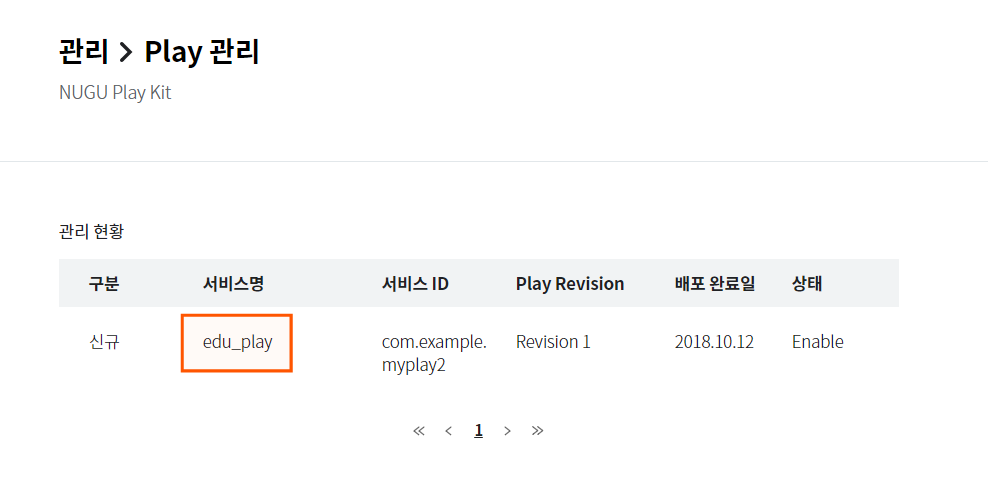 관리 > Play 관리
NUGU Play Kit
관리 현황
구분 서비스명 서비스 ID Play Revision 배포 완료일 상태
신규 edu_play com.example. Revision 1 2018.10.12 Enable
myplay2
« < 1 > »